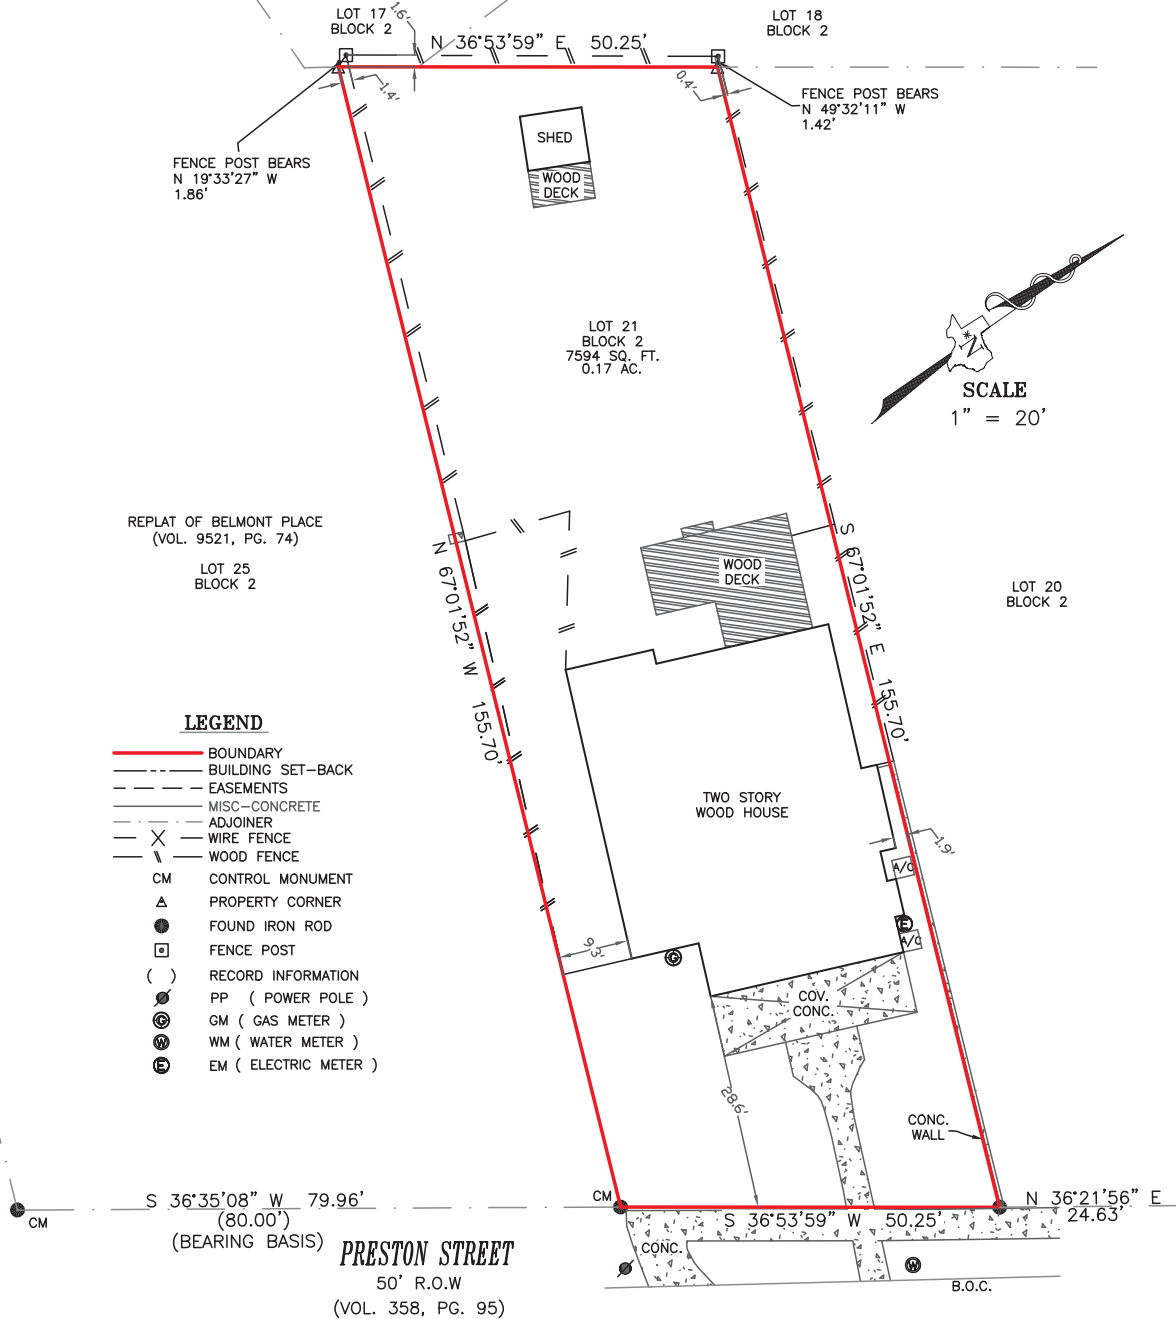 LOT 17
BLOCK 2
LOT 18
BLOCK 2
1.6'
N 36°53'59" E 50.25'
1.4'
0.4'
FENCE POST BEARS
N 49°32'11" W
1.42'
FENCE POST BEARS
N 19°33'27" W
1.86'
SHED
WOOD
DECK
LOT 21
BLOCK 2
7594 SQ. FT.
0.17 AC.
N
SCALE
1" = 20'
REPLAT OF BELMONT PLACE
(VOL. 9521, PG. 74)
LOT 25
BLOCK 2
N 67°01'52" W 155.70'
WOOD
DECK
S 67°01'52" E 155.70'
LOT 20
BLOCK 2
LEGEND
BOUNDARY
BUILDING SET-BACK
EASEMENTS
MISC-CONCRETE
ADJOINER
WIRE FENCE
WOOD FENCE
CM CONTROL MONUMENT
PROPERTY CORNER
FOUND IRON ROD
FENCE POST
( ) RECORD INFORMATION
PP ( POWER POLE )
G GM ( GAS METER )
W WM ( WATER METER )
E EM ( ELECTRIC METER )
TWO STORY
WOOD HOUSE
1.9'
A/C
E
A/C
9.3'
G
COV.
CONC.
28.6'
CONC.
WALL
CM
S 36°35'08" W 79.96'
(80.00')
(BEARING BASIS)
CM
S 36°53'59" W 50.25'
N 36°21'56" E
24.63'
PRESTON STREET
50' R.O.W
(VOL. 358, PG. 95)
CONC.
W
B.O.C.